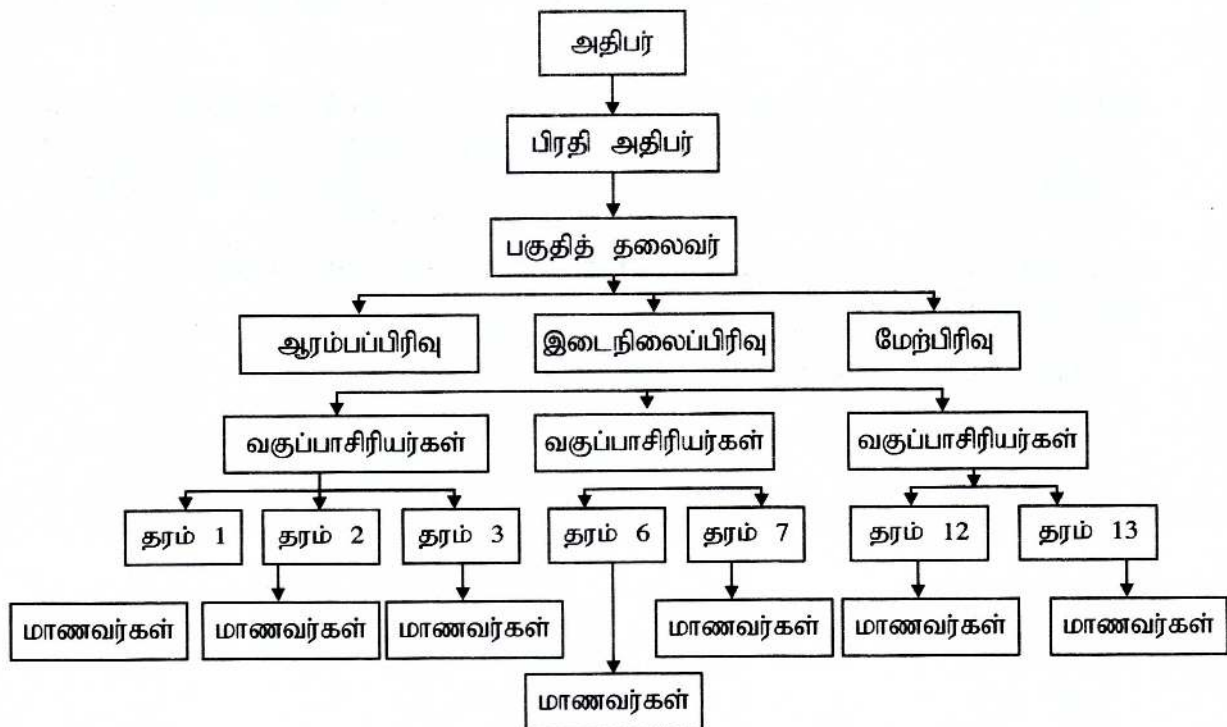 அதிபர்
பிரதி அதிபர்
பகுதித் தலைவர்
ஆரம்பப்பிரிவு இடைநிலைப்பிரிவு மேற்பிரிவு
வகுப்பாசிரியர்கள் வகுப்பாசிரியர்கள் வகுப்பாசிரியர்கள்
தரம் 1 தரம் 2 தரம் 3 தரம் 6 தரம் 7 தரம் 12 தரம் 13
மாணவர்கள் மாணவர்கள் மாணவர்கள் மாணவர்கள் மாணவர்கள் மாணவர்கள்
மாணவர்கள்